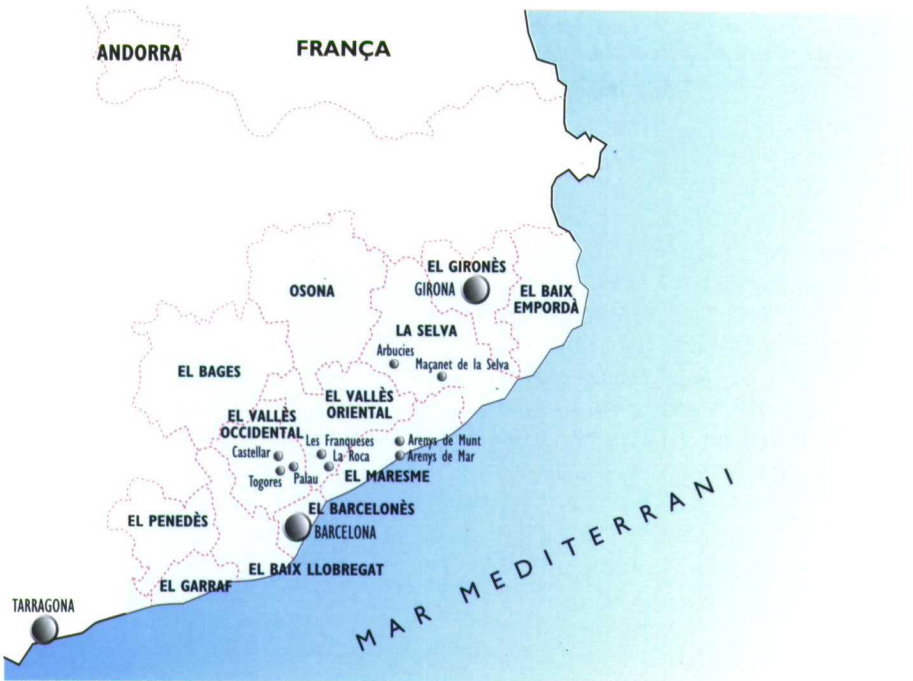 ANDORRA
FRANÇA
EL GIRONÈS
GIRONA
EL BAIX
EMPORDÀ
OSONA
LA SELVA
Arbucies
Maçanet de la Selva
EL BAGES
EL VALLÈS
ORIENTAL
EL VALLÈS
OCCIDENTAL
Les Franqueses
Arenys de Munt
Castellar
La Roca
Arenys de Mar
Togores
Palau
EL MARESME
EL PENEDÈS
EL BARCELONÈS
BARCELONA
EL BAIX LLOBREGAT
EL GARRAF
TARRAGONA
MAR MEDITERRANI